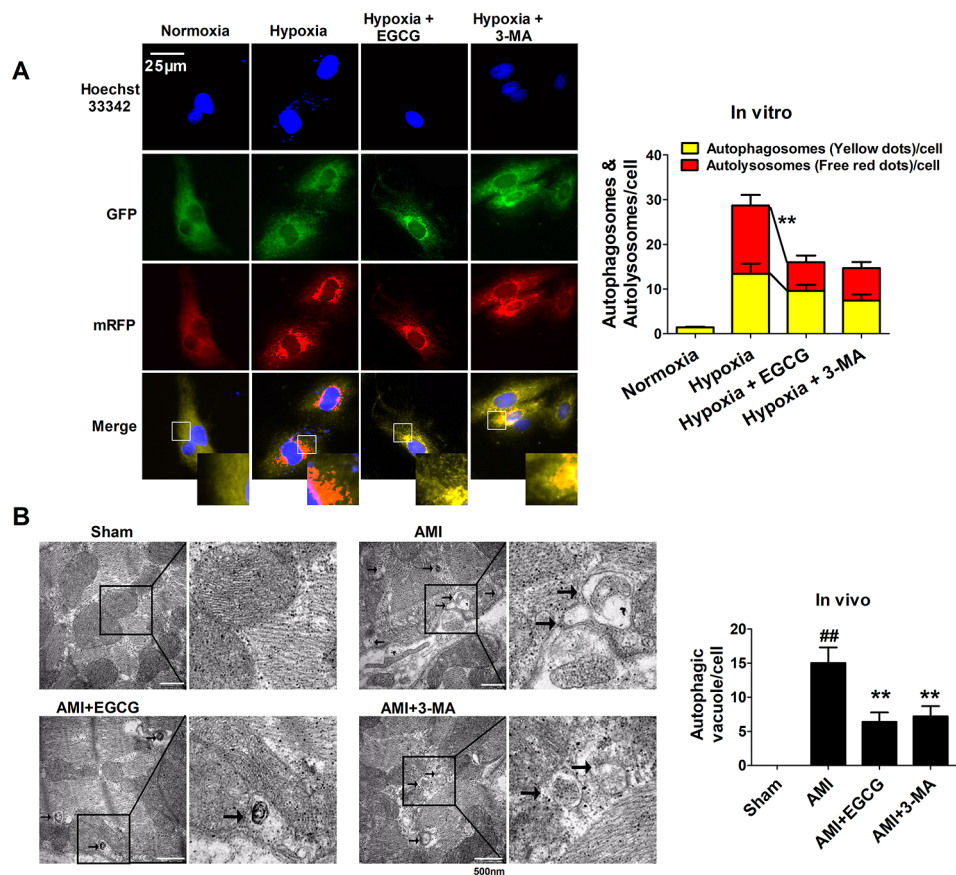 A
Normoxia
Hypoxia
Hypoxia +
EGCG
Hypoxia +
3-MA
25µm
Hoechst
33342
GFP
mRFP
Merge
In vitro
Autophagosomes (Yellow dots)/cell
Autolysosomes (Free red dots)/cell
Autophagosomes &
Autolysosomes/cell
40
30
20
10
0
**
Normoxia
Hypoxia
Hypoxia + EGCG
Hypoxia + 3-MA
B
Sham
AMI
AMI+EGCG
AMI+3-MA
500nm
In vivo
Autophagic
vacuole/cell
20
15
10
5
0
##
**
**
Sham
AMI
AMI+EGCG
AMI+3-MA